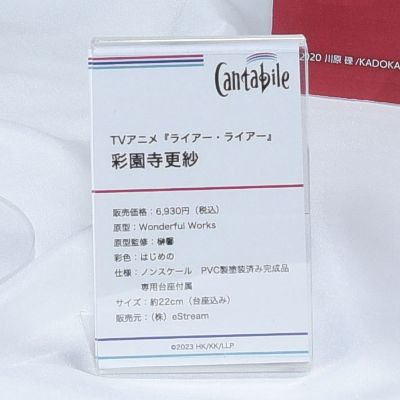 ©2020 川原 礫/KADOKA
Cantabile
TVアニメ『ライアー・ライアー』
彩園寺更紗
販売価格：6,930円（税込）
原型：Wonderful Works
原型監修：榊馨
彩色：はじめの
仕様：ノンスケール PVC製塗装済み完成品
専用台座付属
サイズ：約22cm（台座込み）
販売元：（株）eStream
©2023 HK/KK/LLP